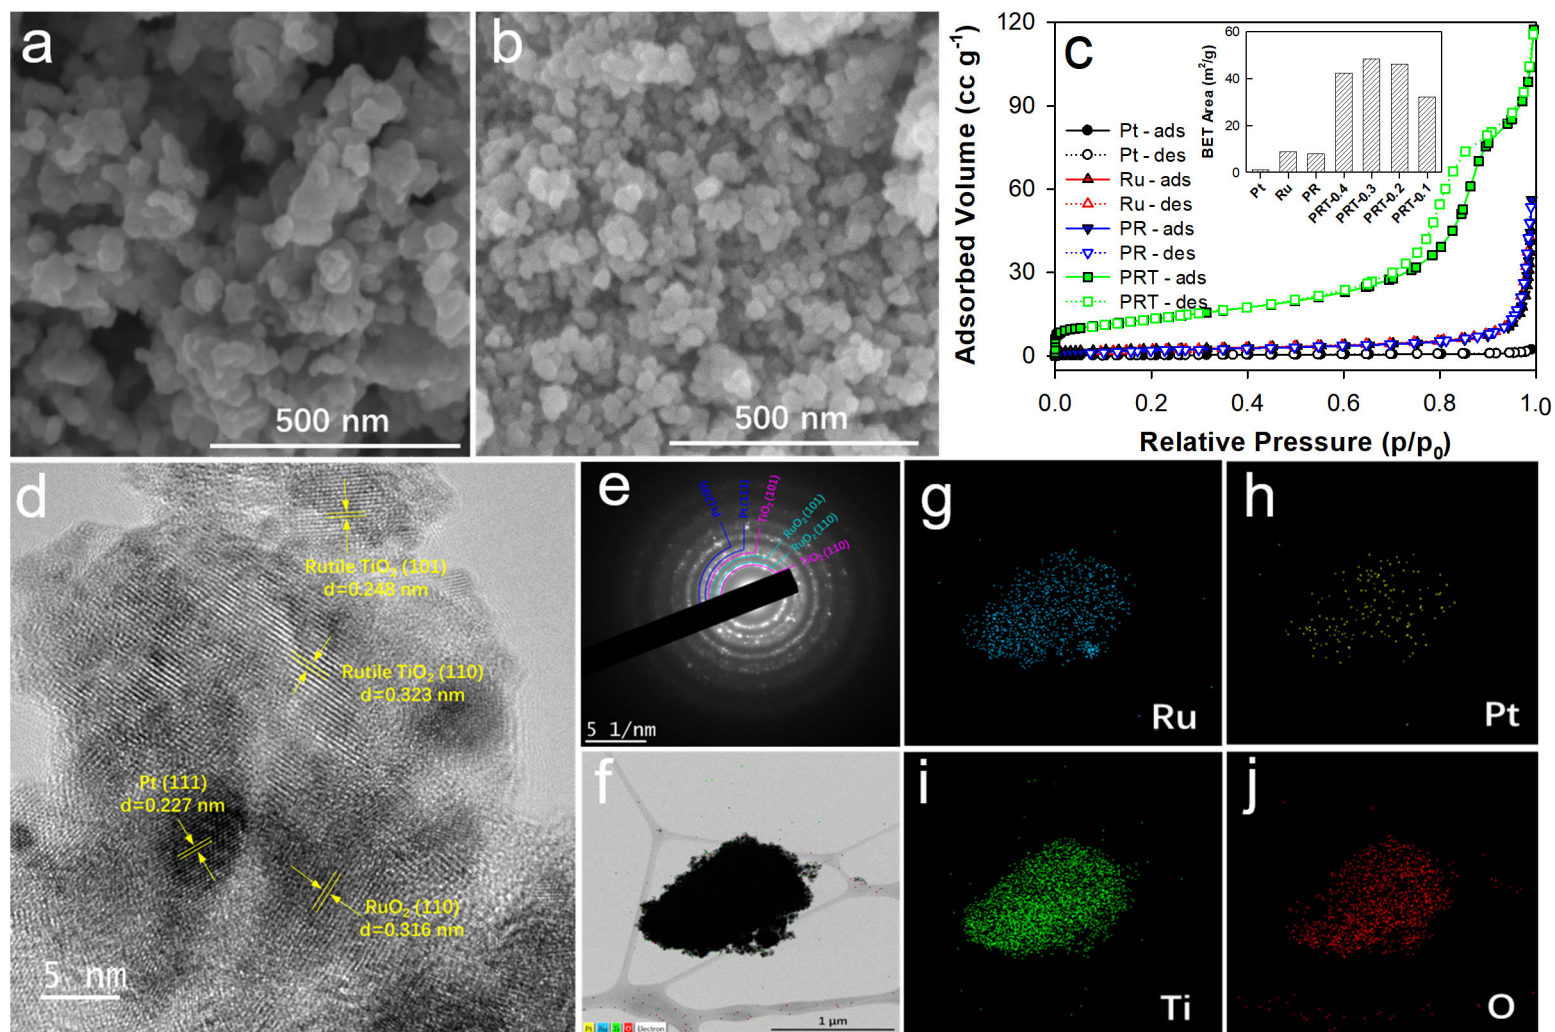 a
500 nm
b
500 nm
c
Adsorbed Volume (cc g⁻¹)
120
90
60
30
0
0.0 0.2 0.4 0.6 0.8 1.0
Relative Pressure (p/p₀)
Pt - ads
Pt - des
Ru - ads
Ru - des
PR - ads
PR - des
PRT - ads
PRT - des
BET Area (m²/g)
60
40
20
0
Pt Ru PR PRT-0.4 PRT-0.3 PRT-0.2 PRT-0.1
d
Rutile TiO₂ (101)
d=0.248 nm
Rutile TiO₂ (110)
d=0.323 nm
Pt (111)
d=0.227 nm
RuO₂ (110)
d=0.316 nm
5 nm
e
Pt(111)
TiO₂(101)
RuO₂(101)
RuO₂(110)
TiO₂(110)
5 1/nm
f
1 µm
Pt Ru Ti O Electron
g
Ru
h
Pt
i
Ti
j
O